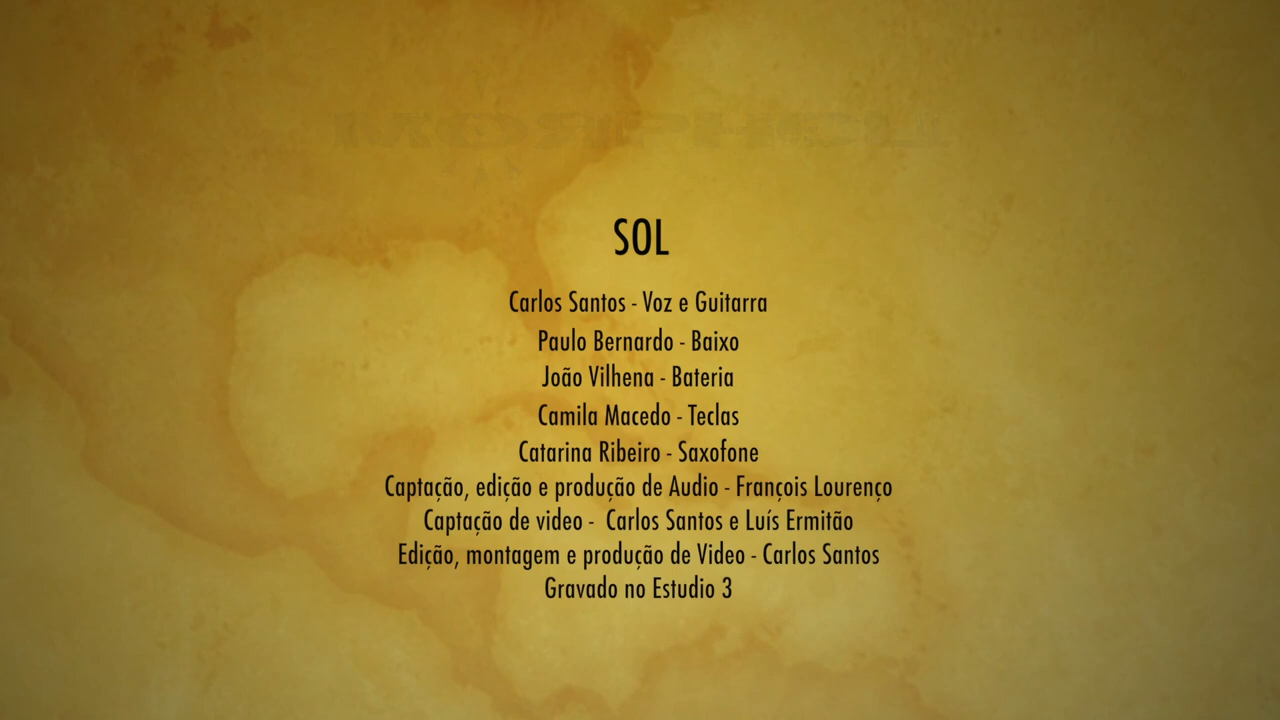 SOL
Carlos Santos - Voz e Guitarra
Paulo Bernardo - Baixo
João Vilhena - Bateria
Camila Macedo - Teclas
Catarina Ribeiro - Saxofone
Captação, edição e produção de Audio - François Lourenço
Captação de video - Carlos Santos e Luís Ermitão
Edição, montagem e produção de Video - Carlos Santos
Gravado no Estudio 3